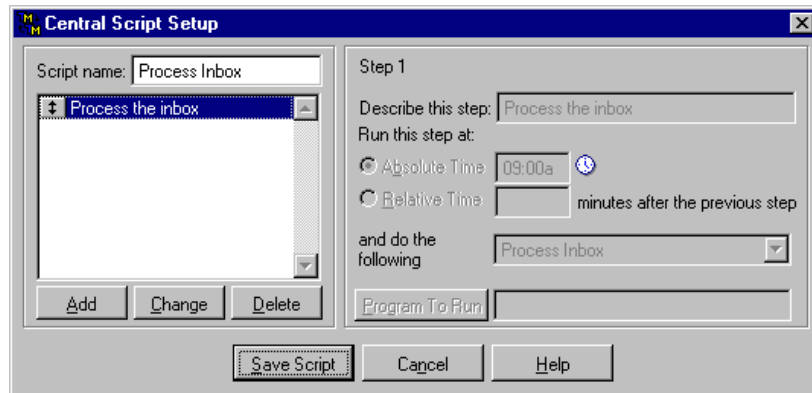 MM Central Script Setup
Script name: Process Inbox
Process the inbox
Add Change Delete
Step 1
Describe this step: Process the inbox
Run this step at:
Absolute Time 09:00a
Relative Time minutes after the previous step
and do the
following
Process Inbox
Program To Run
Save Script Cancel Help